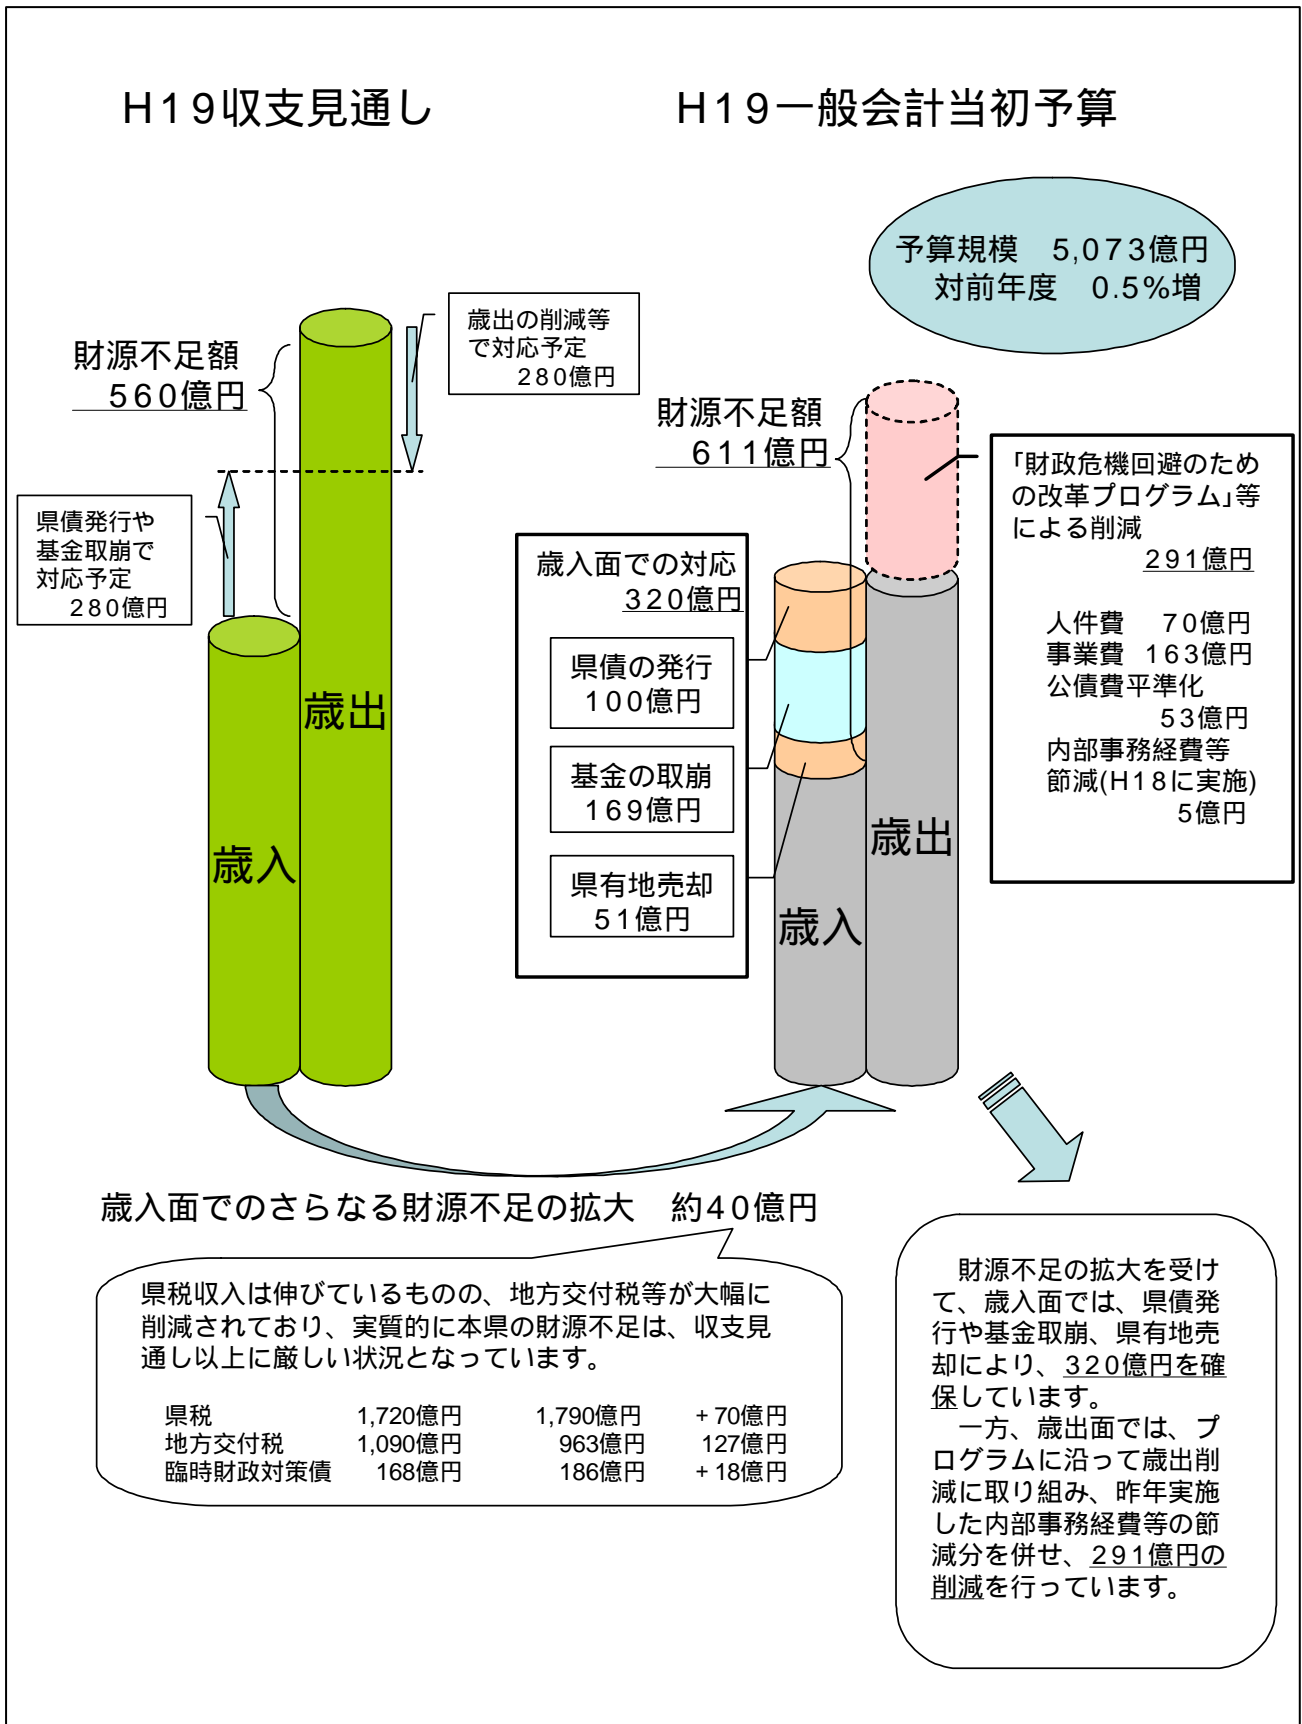 H19収支見通し
H19一般会計当初予算
予算規模　5,073億円
対前年度　0.5%増
歳出の削減等
で対応予定
280億円
財源不足額
560億円
県債発行や
基金取崩で
対応予定
280億円
歳出
歳入
財源不足額
611億円
歳入面での対応
320億円
県債の発行
100億円
基金の取崩
169億円
県有地売却
51億円
歳出
歳入
「財政危機回避のため
の改革プログラム」等
による削減
291億円
人件費　70億円
事業費　163億円
公債費平準化
53億円
内部事務経費等
節減(H18に実施)
5億円
歳入面でのさらなる財源不足の拡大　約40億円
県税収入は伸びているものの、地方交付税等が大幅に
削減されており、実質的に本県の財源不足は、収支見
通し以上に厳しい状況となっています。
県税　1,720億円　1,790億円　+70億円
地方交付税　1,090億円　963億円　127億円
臨時財政対策債　168億円　186億円　+18億円
財源不足の拡大を受け
て、歳入面では、県債発
行や基金取崩、県有地売
却により、320億円を確
保しています。
一方、歳出面では、プ
ログラムに沿って歳出削
減に取り組み、昨年実施
した内部事務経費等の節
減分を併せ、291億円の
削減を行っています。